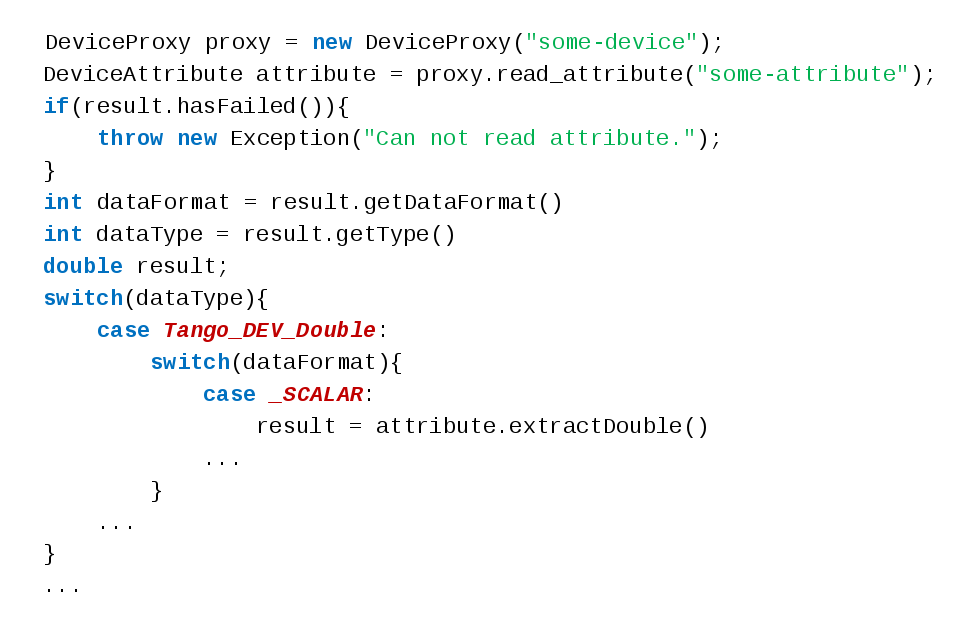 DeviceProxy proxy = new DeviceProxy("some-device");
DeviceAttribute attribute = proxy.read_attribute("some-attribute");
if(result.hasFailed()){
    throw new Exception("Can not read attribute.");
}
int dataFormat = result.getDataFormat()
int dataType = result.getType()
double result;
switch(dataType){
    case Tango_DEV_Double:
        switch(dataFormat){
            case _SCALAR:
                result = attribute.extractDouble()
            ...
        }
    ...
}
...